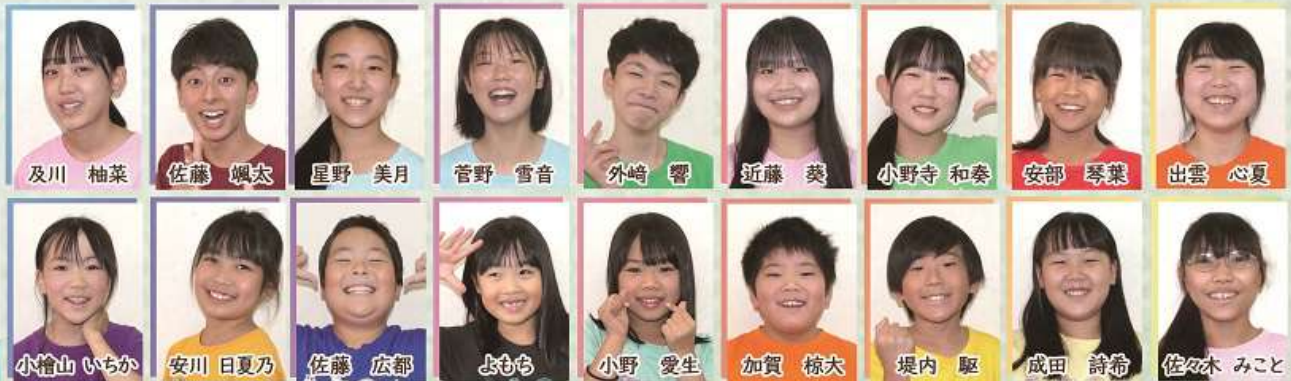 及川 柚菜
佐藤 颯太
星野 美月
菅野 雪音
外﨑 響
近藤 葵
小野寺 和奏
安部 琴葉
出雲 心夏
小檜山 いちか
安川 日夏乃
佐藤 広都
よもち
小野 愛生
加賀 椋大
堤内 駆
成田 詩希
佐々木 みこと